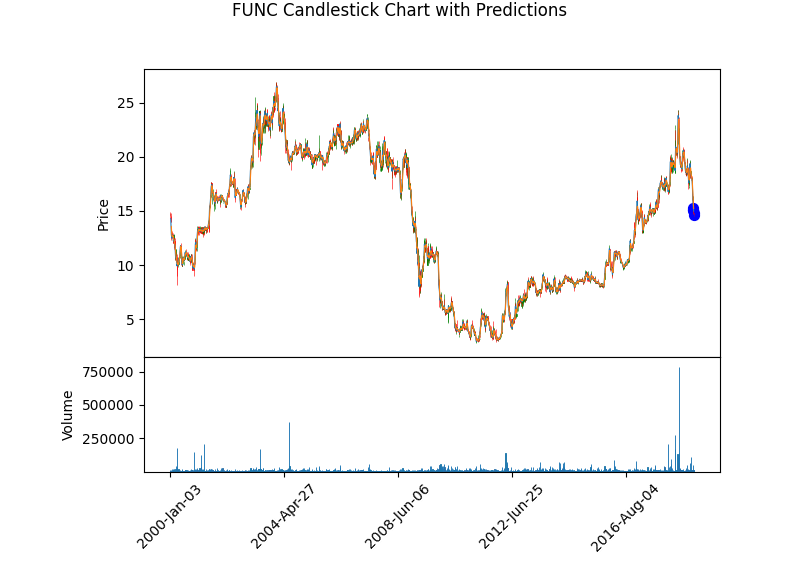 FUNC Candlestick Chart with Predictions
Price
25
20
15
10
5
Volume
750000
500000
250000
2000-Jan-03
2004-Apr-27
2008-Jun-06
2012-Jun-25
2016-Aug-04